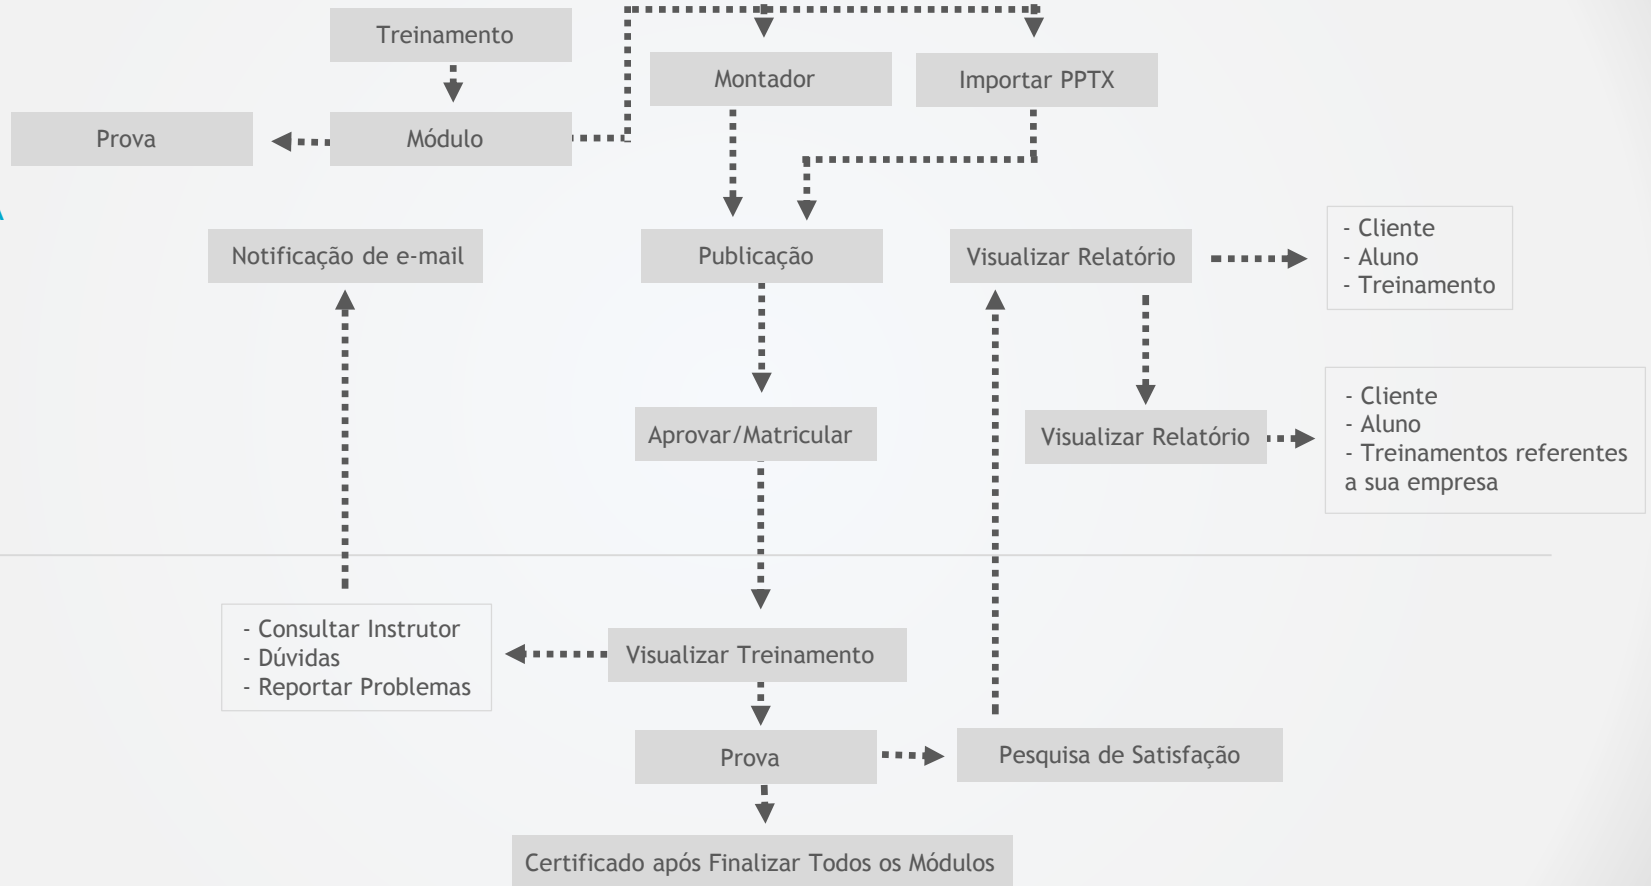 Treinamento
Montador
Importar PPTX
Prova
Módulo
A
Notificação de e-mail
Publicação
Visualizar Relatório
- Cliente
- Aluno
- Treinamento
Aprovar/Matricular
Visualizar Relatório
- Cliente
- Aluno
- Treinamentos referentes
a sua empresa
- Consultar Instrutor
- Dúvidas
- Reportar Problemas
Visualizar Treinamento
Prova
Pesquisa de Satisfação
Certificado após Finalizar Todos os Módulos